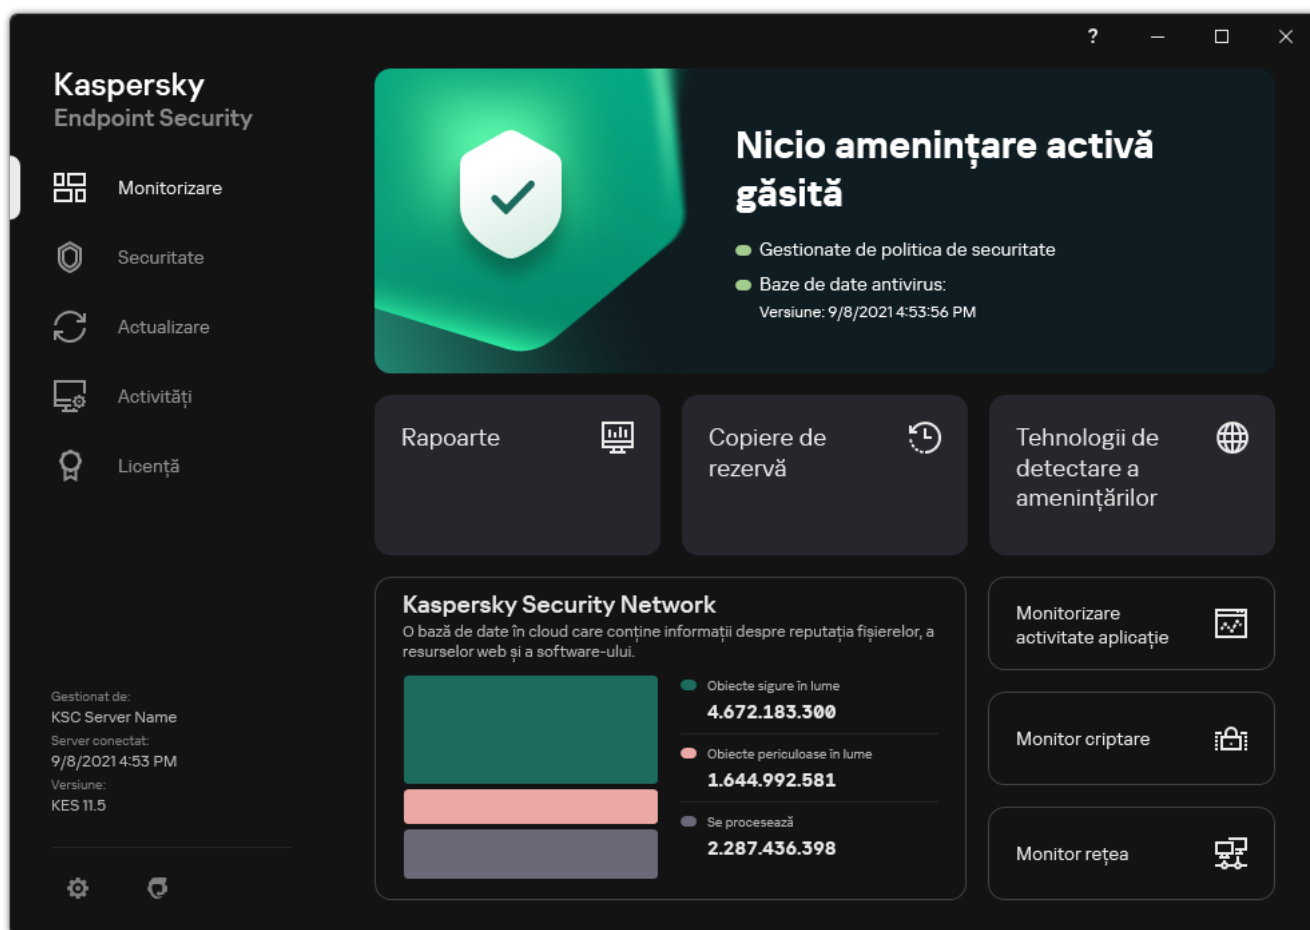 ?
Kaspersky
Endpoint Security
Monitorizare
Securitate
Actualizare
Activități
Licență
Gestionat de:
KSC Server Name
Server conectat:
9/8/2021 4:53 PM
Versiune:
KES 11.5
Nicio amenințare activă
găsită
Gestionate de politica de securitate
Baze de date antivirus:
Versiune: 9/8/2021 4:53:56 PM
Rapoarte
Copiere de
rezervă
Tehnologii de
detectare a
amenințărilor
Kaspersky Security Network
O bază de date în cloud care conține informații despre reputația fișierelor, a
resurselor web și a software-ului.
Obiecte sigure în lume
4.672.183.300
Obiecte periculoase în lume
1.644.992.581
Se procesează
2.287.436.398
Monitorizare
activitate aplicație
Monitor criptare
Monitor rețea